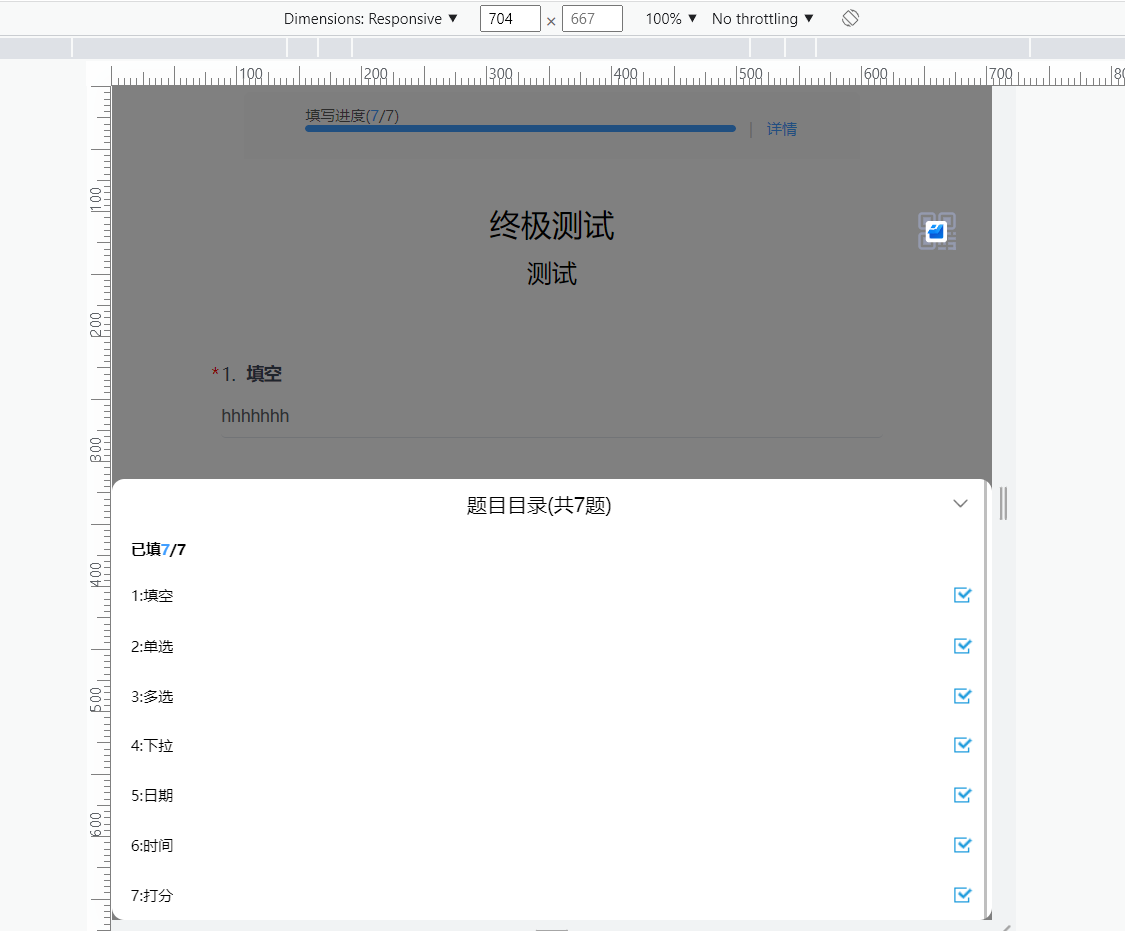 Dimensions: Responsive ▼ 704 × 667 100% ▼ No throttling ▼
100 200 300 400 500 600 700 80
填写进度(7/7)
详情
100
终极测试
测试
200
*1. 填空
hhhhhhh
300
题目目录(共7题)
已填7/7
400
1:填空
2:单选
3:多选
500
4:下拉
5:日期
600
6:时间
7:打分